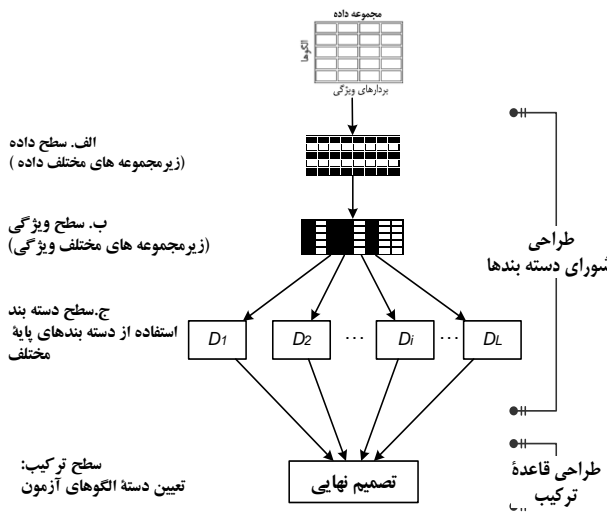 مجموعه داده
الگوها
بردارهای ویژگی
الف. سطح داده
(زیرمجموعه های مختلف داده )
ب. سطح ویژگی
(زیرمجموعه های مختلف ویژگی)
طراحی
شورای دسته بندها
ج.سطح دسته بند
استفاده از دسته بندهای پایهٔ
مختلف
D1 D2 ... Di ... DL
سطح ترکیب:
تعیین دستهٔ الگوهای آزمون
تصمیم نهایی
طراحی قاعدهٔ
ترکیب